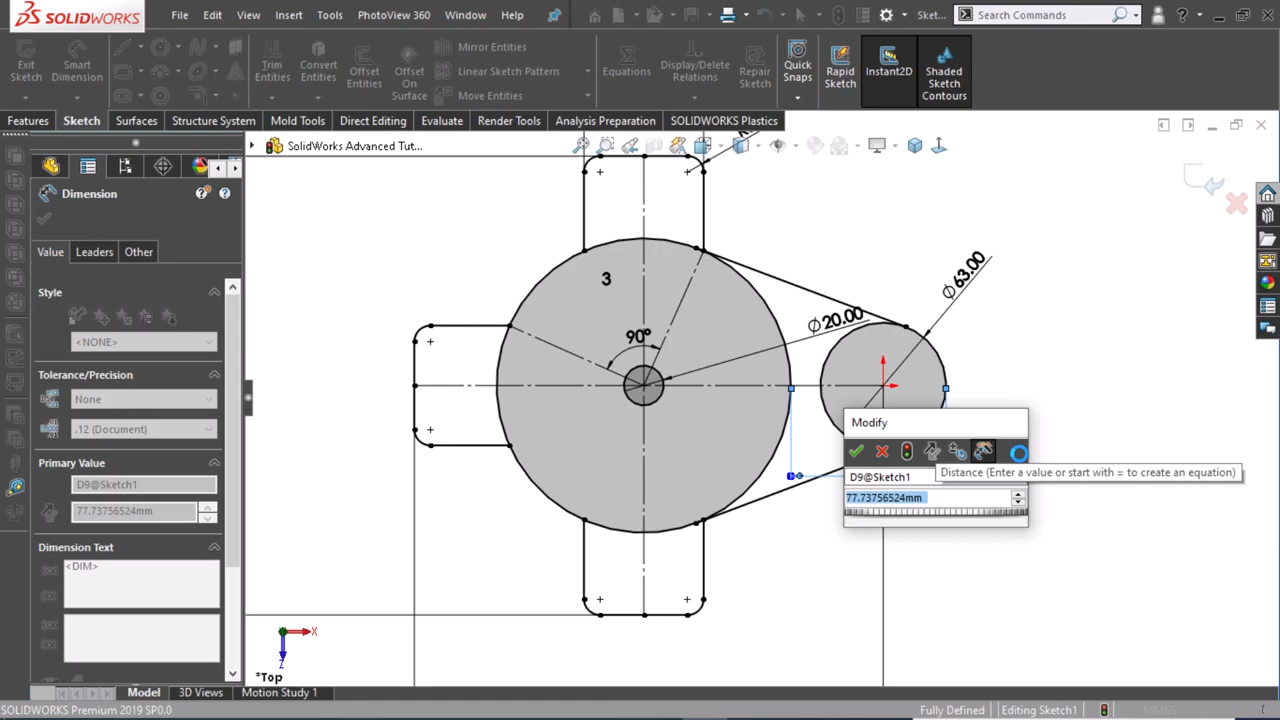 SOLIDWORKS File Edit View Insert Tools PhotoView 360 Window Help Sket... Search Commands ?
Exit Sketch Smart Dimension Trim Entities Convert Entities Offset Entities Offset On Surface Mirror Entities Linear Sketch Pattern Move Entities Equations Display/Delete Relations Repair Sketch Quick Snaps Rapid Sketch Instant2D Shaded Sketch Contours
Features Sketch Surfaces Structure System Mold Tools Direct Editing Evaluate Render Tools Analysis Preparation SOLIDWORKS Plastics
SolidWorks Advanced Tut...
Dimension
Value Leaders Other
Style
<NONE>
Tolerance/Precision
None
.12 (Document)
Primary Value
D9@Sketch1
77.73756524mm
Dimension Text
<DIM>
3
90°
Ø20.00
Ø63.00
Modify
Distance (Enter a value or start with = to create an equation)
D9@Sketch1
77.73756524mm
X
Z
*Top
Model 3D Views Motion Study 1
SOLIDWORKS Premium 2019 SP0.0 Fully Defined Editing Sketch1 MMGS